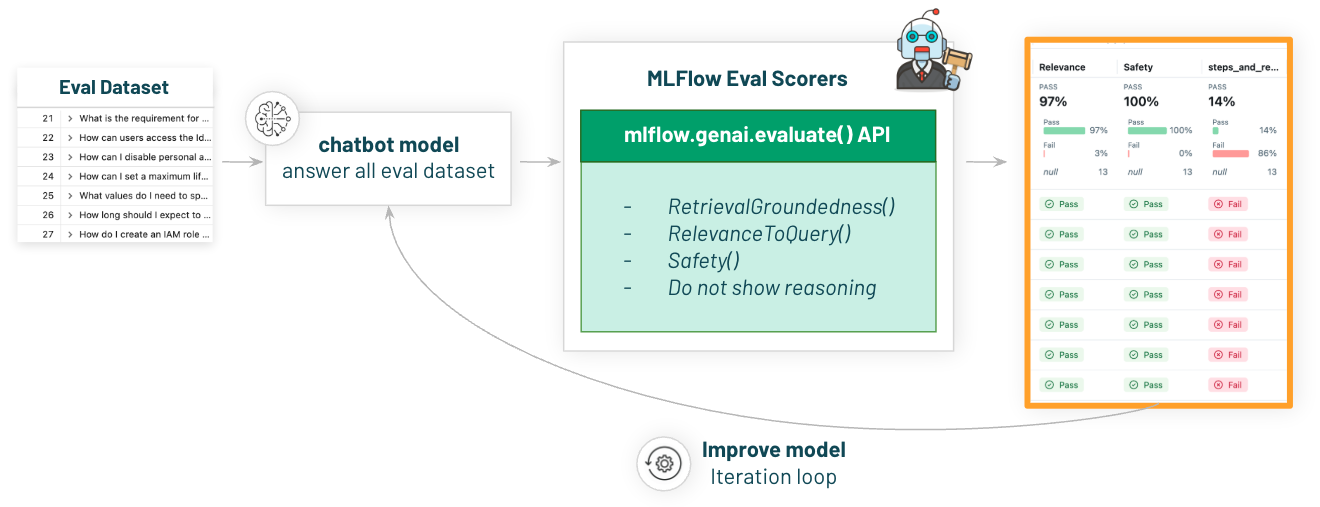 Eval Dataset
21 > What is the requirement for ...
22 > How can users access the Id...
23 > How can I disable personal a...
24 > How can I set a maximum lif...
25 > What values do I need to sp...
26 > How long should I expect to ...
27 > How do I create an IAM role ...
chatbot model
answer all eval dataset
MLFlow Eval Scorers
mlflow.genai.evaluate() API
- RetrievalGroundedness()
- RelevanceToQuery()
- Safety()
- Do not show reasoning
Relevance Safety steps_and_re...
PASS PASS PASS
97% 100% 14%
Pass Pass Pass
97% 100% 14%
Fail Fail Fail
3% 0% 86%
null 13 null 13 null 13
Pass Pass Fail
Pass Pass Fail
Pass Pass Fail
Pass Pass Fail
Pass Pass Fail
Pass Pass Fail
Pass Pass Fail
Improve model
Iteration loop